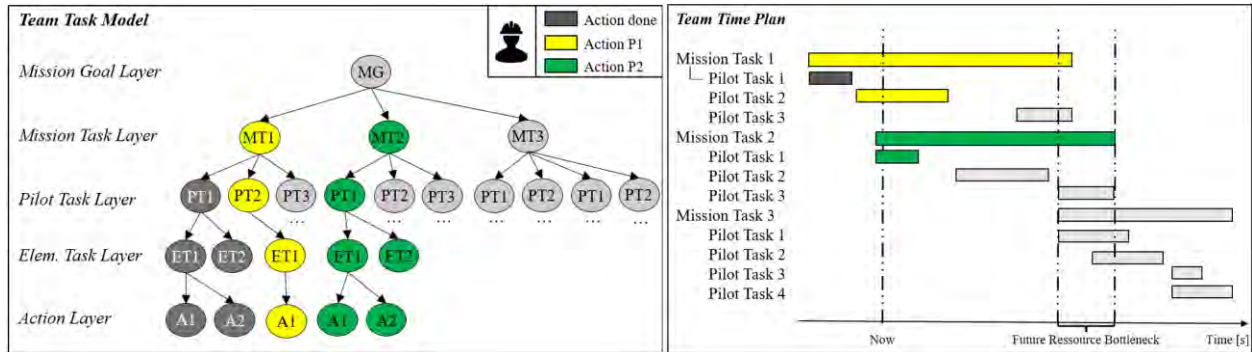 Team Task Model
Action done
Action P1
Action P2
Mission Goal Layer
MG
Mission Task Layer
MT1 MT2 MT3
Pilot Task Layer
PT1 PT2 PT3 PT1 PT2 PT3 PT1 PT2 PT1 PT2
... ... ... ... ... ... ...
Elem. Task Layer
ET1 ET2 ET1 ET1 ET2
Action Layer
A1 A2 A1 A1 A2
Team Time Plan
Mission Task 1
Pilot Task 1
Pilot Task 2
Pilot Task 3
Mission Task 2
Pilot Task 1
Pilot Task 2
Pilot Task 3
Mission Task 3
Pilot Task 1
Pilot Task 2
Pilot Task 3
Pilot Task 4
Now Future Ressource Bottleneck Time [s]